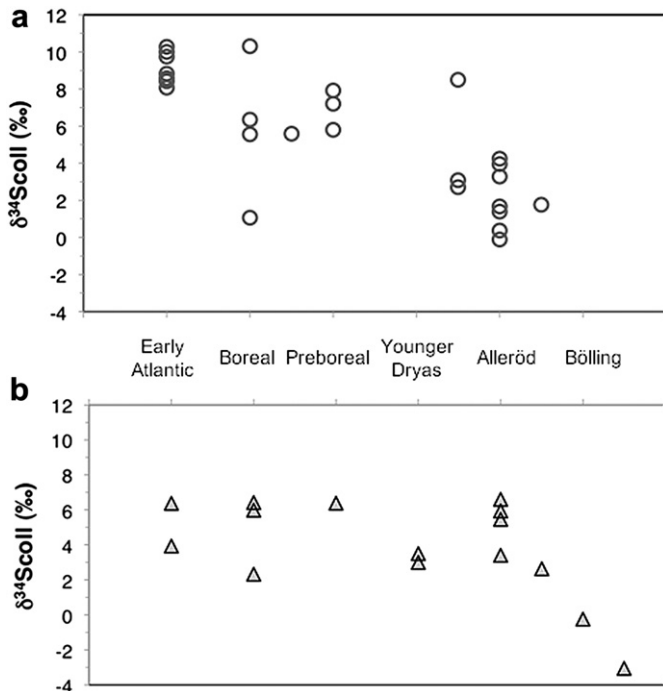 a
12
10
8
6
4
2
0
-2
-4
δ³⁴Scoll (‰)
Early
Atlantic
Boreal
Preboreal
Younger
Dryas
Alleröd
Bölling
b
12
10
8
6
4
2
0
-2
-4
δ³⁴Scoll (‰)